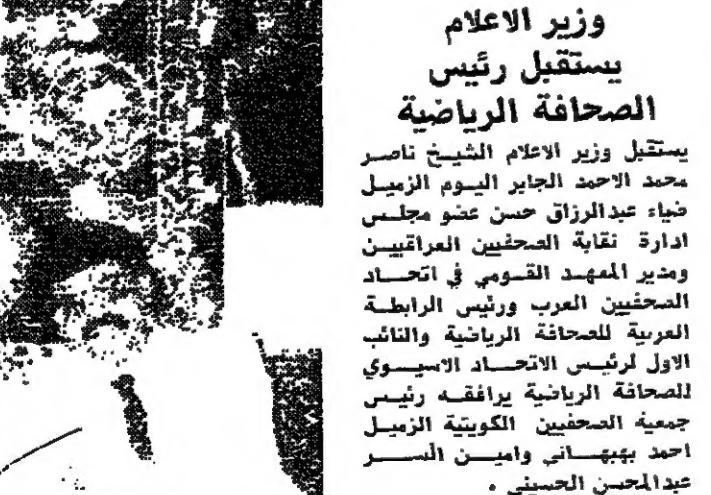 وزير الاعلام
يستقبل رئيس
الصحافة الرياضية
يستقبل وزير الاعلام الشيخ ناصر
محمد الاحمد الجابر اليوم الزميل
ضياء عبدالرزاق حسن عضو مجلس
ادارة نقابة الصحفيين العراقيين
ومدير المعهد القومي في اتحاد
الصحفيين العرب ورئيس الرابطة
العربية للصحافة الرياضية والنائب
الاول لرئيس الاتحاد الاسيوي
للصحافة الرياضية يرافقه رئيس
جمعية الصحفيين الكويتية الزميل
احمد بهبهاني وامين السر
عبدالمحسن الحسيني .